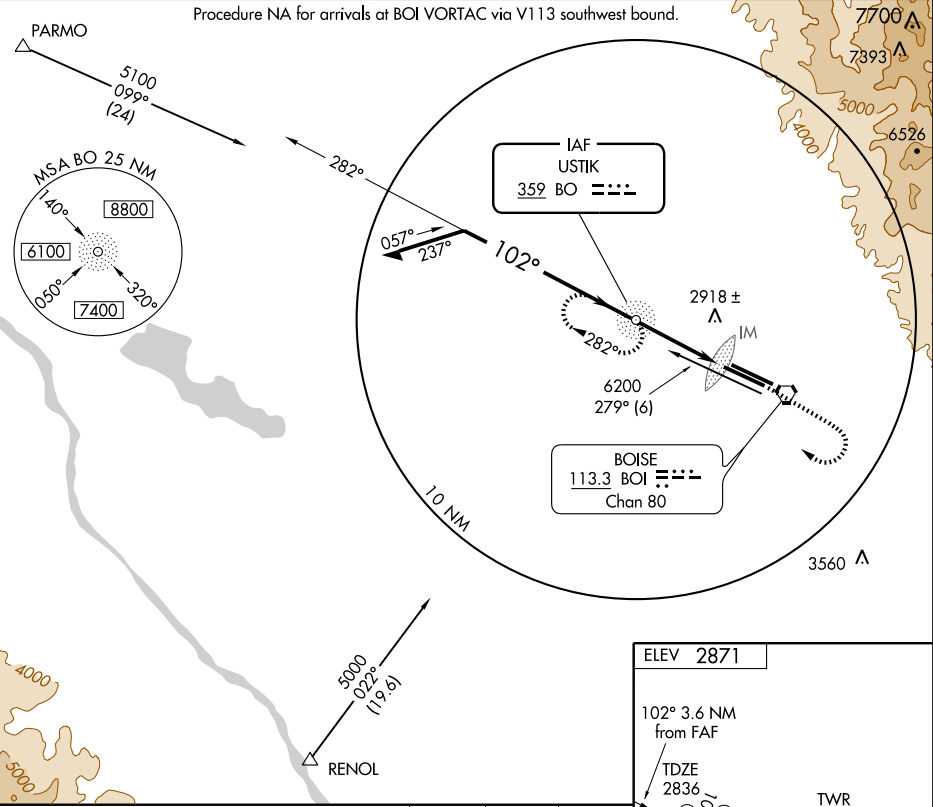 Procedure NA for arrivals at BOI VORTAC via V113 southwest bound.
7700
7393
PARMO
5100
099°
(24)
5000
4000
6526
IAF
USTIK
359 BO
282°
MSA BO 25 NM
140°
8800
6100
050°
320°
7400
057°
237°
102°
2918 ±
IM
282°
6200
279° (6)
BOISE
113.3 BOI
Chan 80
10 NM
3560
5000
022°
(19.6)
RENOL
4000
5000
ELEV 2871
102° 3.6 NM
from FAF
TDZE
2836
TWR